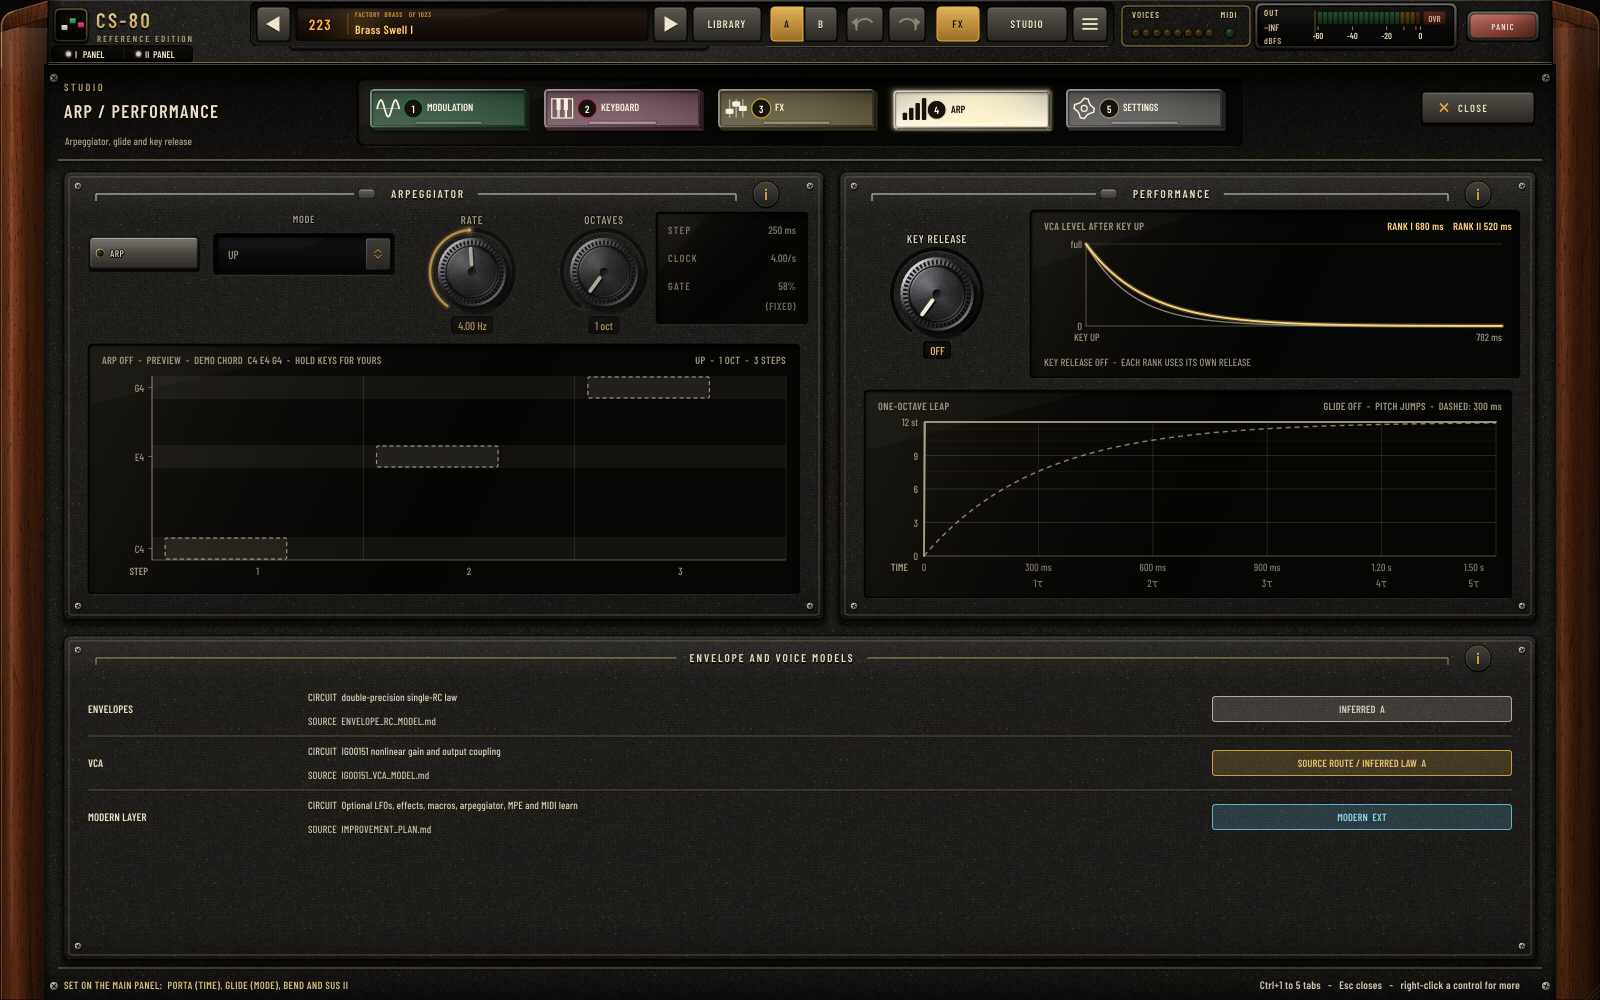 CS-80
REFERENCE EDITION
I PANEL II PANEL
223
FACTORY BRASS OF 1023
Brass Swell I
LIBRARY
A B
FX
STUDIO
VOICES MIDI
OUT
-INF
dBFS
-60 -40 -20 0
OVR
PANIC
STUDIO
ARP / PERFORMANCE
Arpeggiator, glide and key release
1 MODULATION
2 KEYBOARD
3 FX
4 ARP
5 SETTINGS
CLOSE
ARPEGGIATOR
i
ARP
MODE
UP
RATE
4.00 Hz
OCTAVES
1 oct
STEP 250 ms
CLOCK 4.00/s
GATE 58%
(FIXED)
ARP OFF - PREVIEW - DEMO CHORD C4 E4 G4 - HOLD KEYS FOR YOURS
UP - 1 OCT - 3 STEPS
G4
E4
C4
STEP 1 2 3
PERFORMANCE
i
KEY RELEASE
OFF
VCA LEVEL AFTER KEY UP
RANK I 680 ms RANK II 520 ms
full
0
KEY UP 782 ms
KEY RELEASE OFF - EACH RANK USES ITS OWN RELEASE
ONE-OCTAVE LEAP
GLIDE OFF - PITCH JUMPS - DASHED: 300 ms
12 st
9
6
3
0
TIME 0 300 ms 600 ms 900 ms 1.20 s 1.50 s
1τ 2τ 3τ 4τ 5τ
ENVELOPE AND VOICE MODELS
i
ENVELOPES
CIRCUIT double-precision single-RC law
SOURCE ENVELOPE_RC_MODEL.md
INFERRED A
VCA
CIRCUIT IG00151 nonlinear gain and output coupling
SOURCE IG00151_VCA_MODEL.md
SOURCE ROUTE / INFERRED LAW A
MODERN LAYER
CIRCUIT Optional LFOs, effects, macros, arpeggiator, MPE and MIDI learn
SOURCE IMPROVEMENT_PLAN.md
MODERN EXT
SET ON THE MAIN PANEL: PORTA (TIME), GLIDE (MODE), BEND AND SUS II
Ctrl+1 to 5 tabs - Esc closes - right-click a control for more